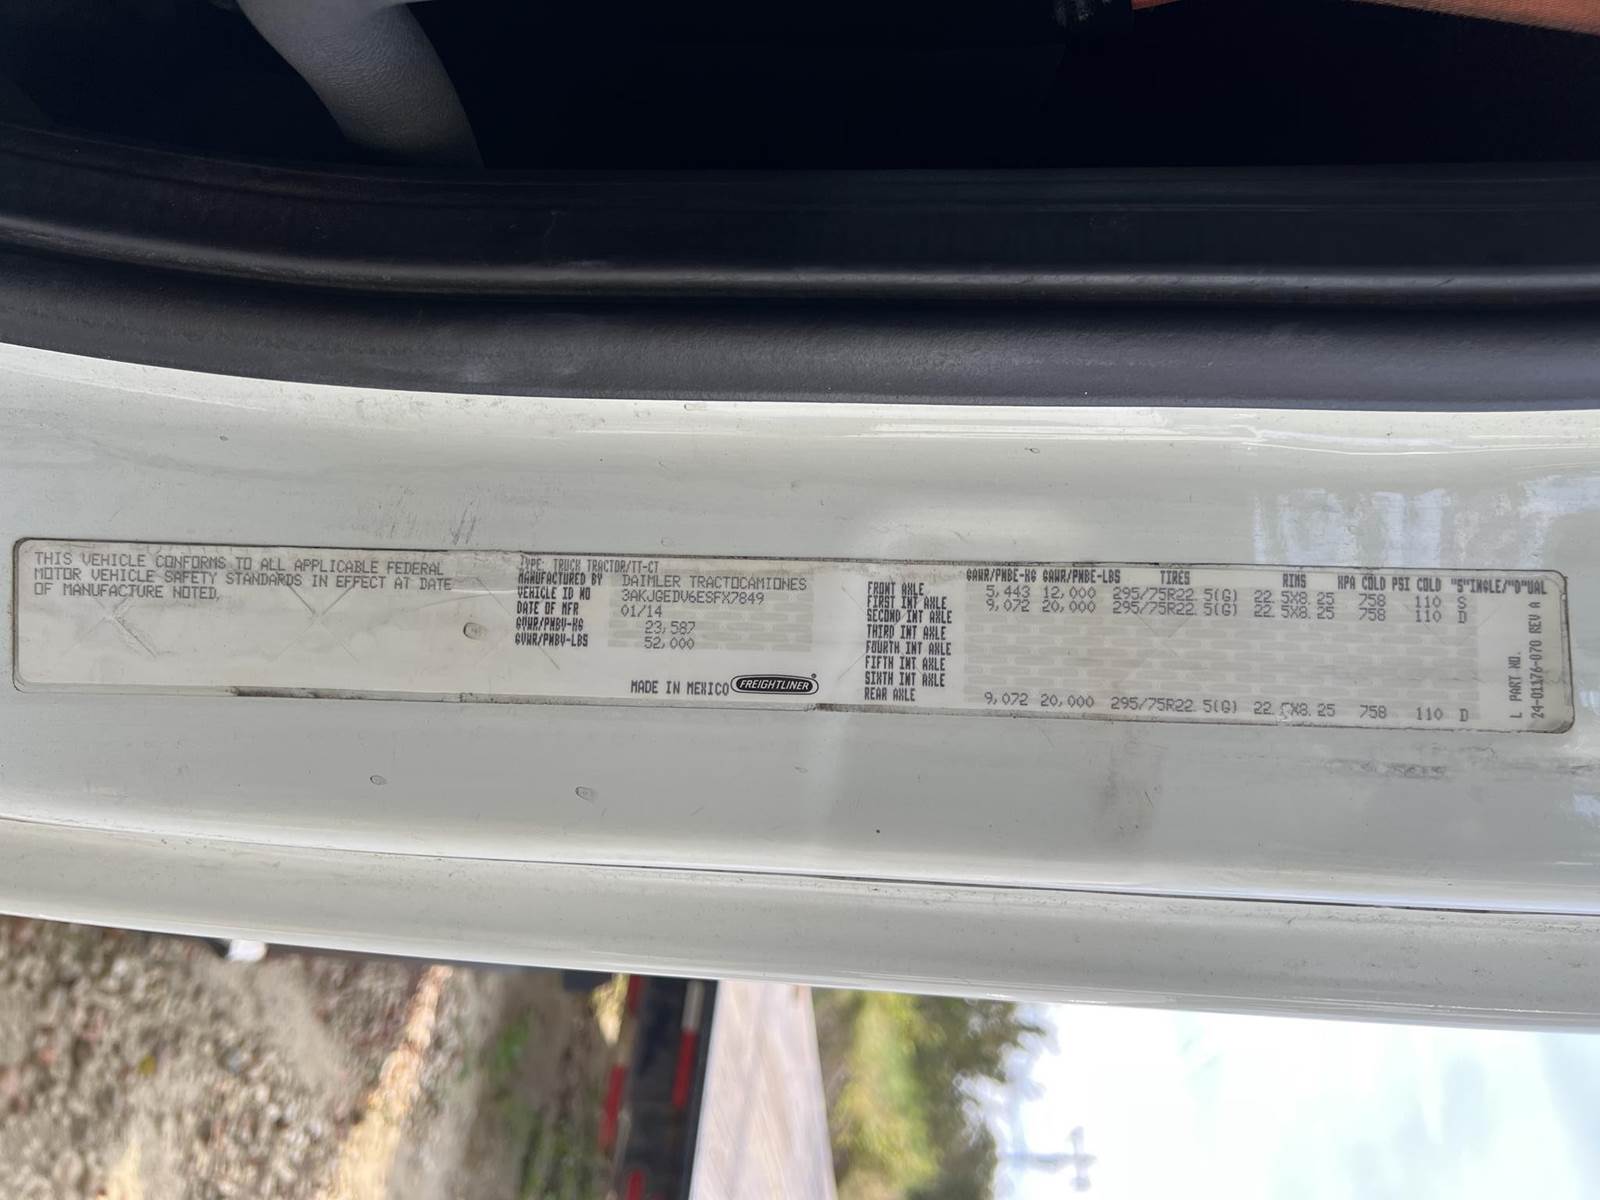 THIS VEHICLE CONFORMS TO ALL APPLICABLE FEDERAL
MOTOR VEHICLE SAFETY STANDARDS IN EFFECT AT DATE
OF MANUFACTURE NOTED.
TYPE: TRUCK TRACTOR/TT-CT
MANUFACTURED BY DAIMLER TRACTOCAMIONES
VEHICLE ID NO 3AKJGEDV6ESFX7849
DATE OF MFR 01/14
GVWR/PNBV-KG 23,587
GVWR/PNBV-LBS 52,000
MADE IN MEXICO FREIGHTLINER
GAWR/PNBE-KG GAWR/PNBE-LBS TIRES RIMS KPA COLD PSI COLD "S"INGLE/"D"UAL
FRONT AXLE 5,443 12,000 295/75R22.5(G) 22.5X8.25 758 110 S
FIRST INT AXLE 9,072 20,000 295/75R22.5(G) 22.5X8.25 758 110 D
SECOND INT AXLE
THIRD INT AXLE
FOURTH INT AXLE
FIFTH INT AXLE
SIXTH INT AXLE
REAR AXLE 9,072 20,000 295/75R22.5(G) 22.5X8.25 758 110 D
L PART NO.
24-01176-070 REV A